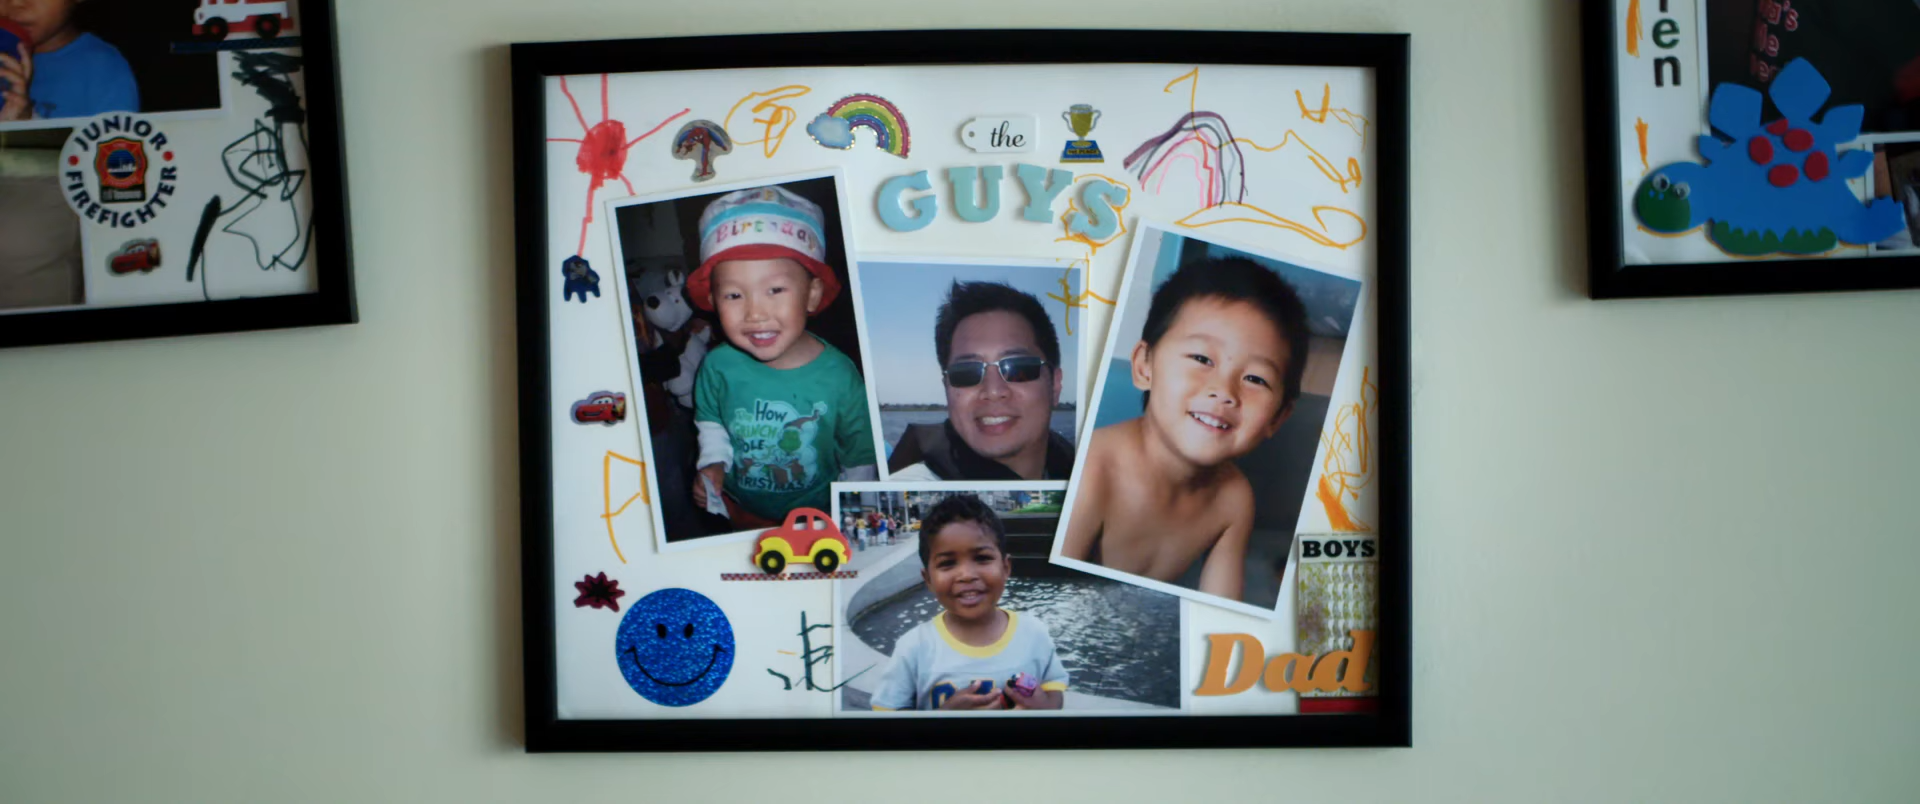 JUNIOR
FIREFIGHTER
the
GUYS
Birthday
How
CHRISTMAS
BOYS
Dad
en